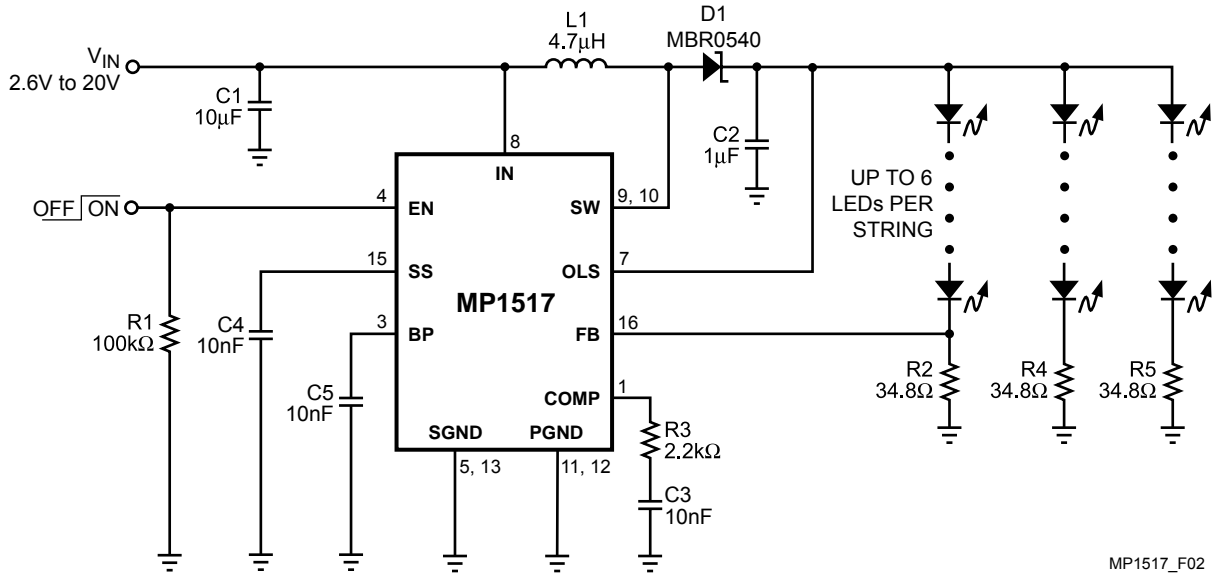 L1
4.7μH
D1
MBR0540
VIN
2.6V to 20V
C1
10μF
C2
1μF
8
IN
UP TO 6
LEDs PER
STRING
OFF ON
4
EN
SW
9, 10
15
SS
OLS
7
MP1517
R1
100kΩ
C4
10nF
3
BP
FB
16
C5
10nF
COMP
1
R2
34.8Ω
R4
34.8Ω
R5
34.8Ω
R3
2.2kΩ
SGND
PGND
5, 13
11, 12
C3
10nF
MP1517_F02